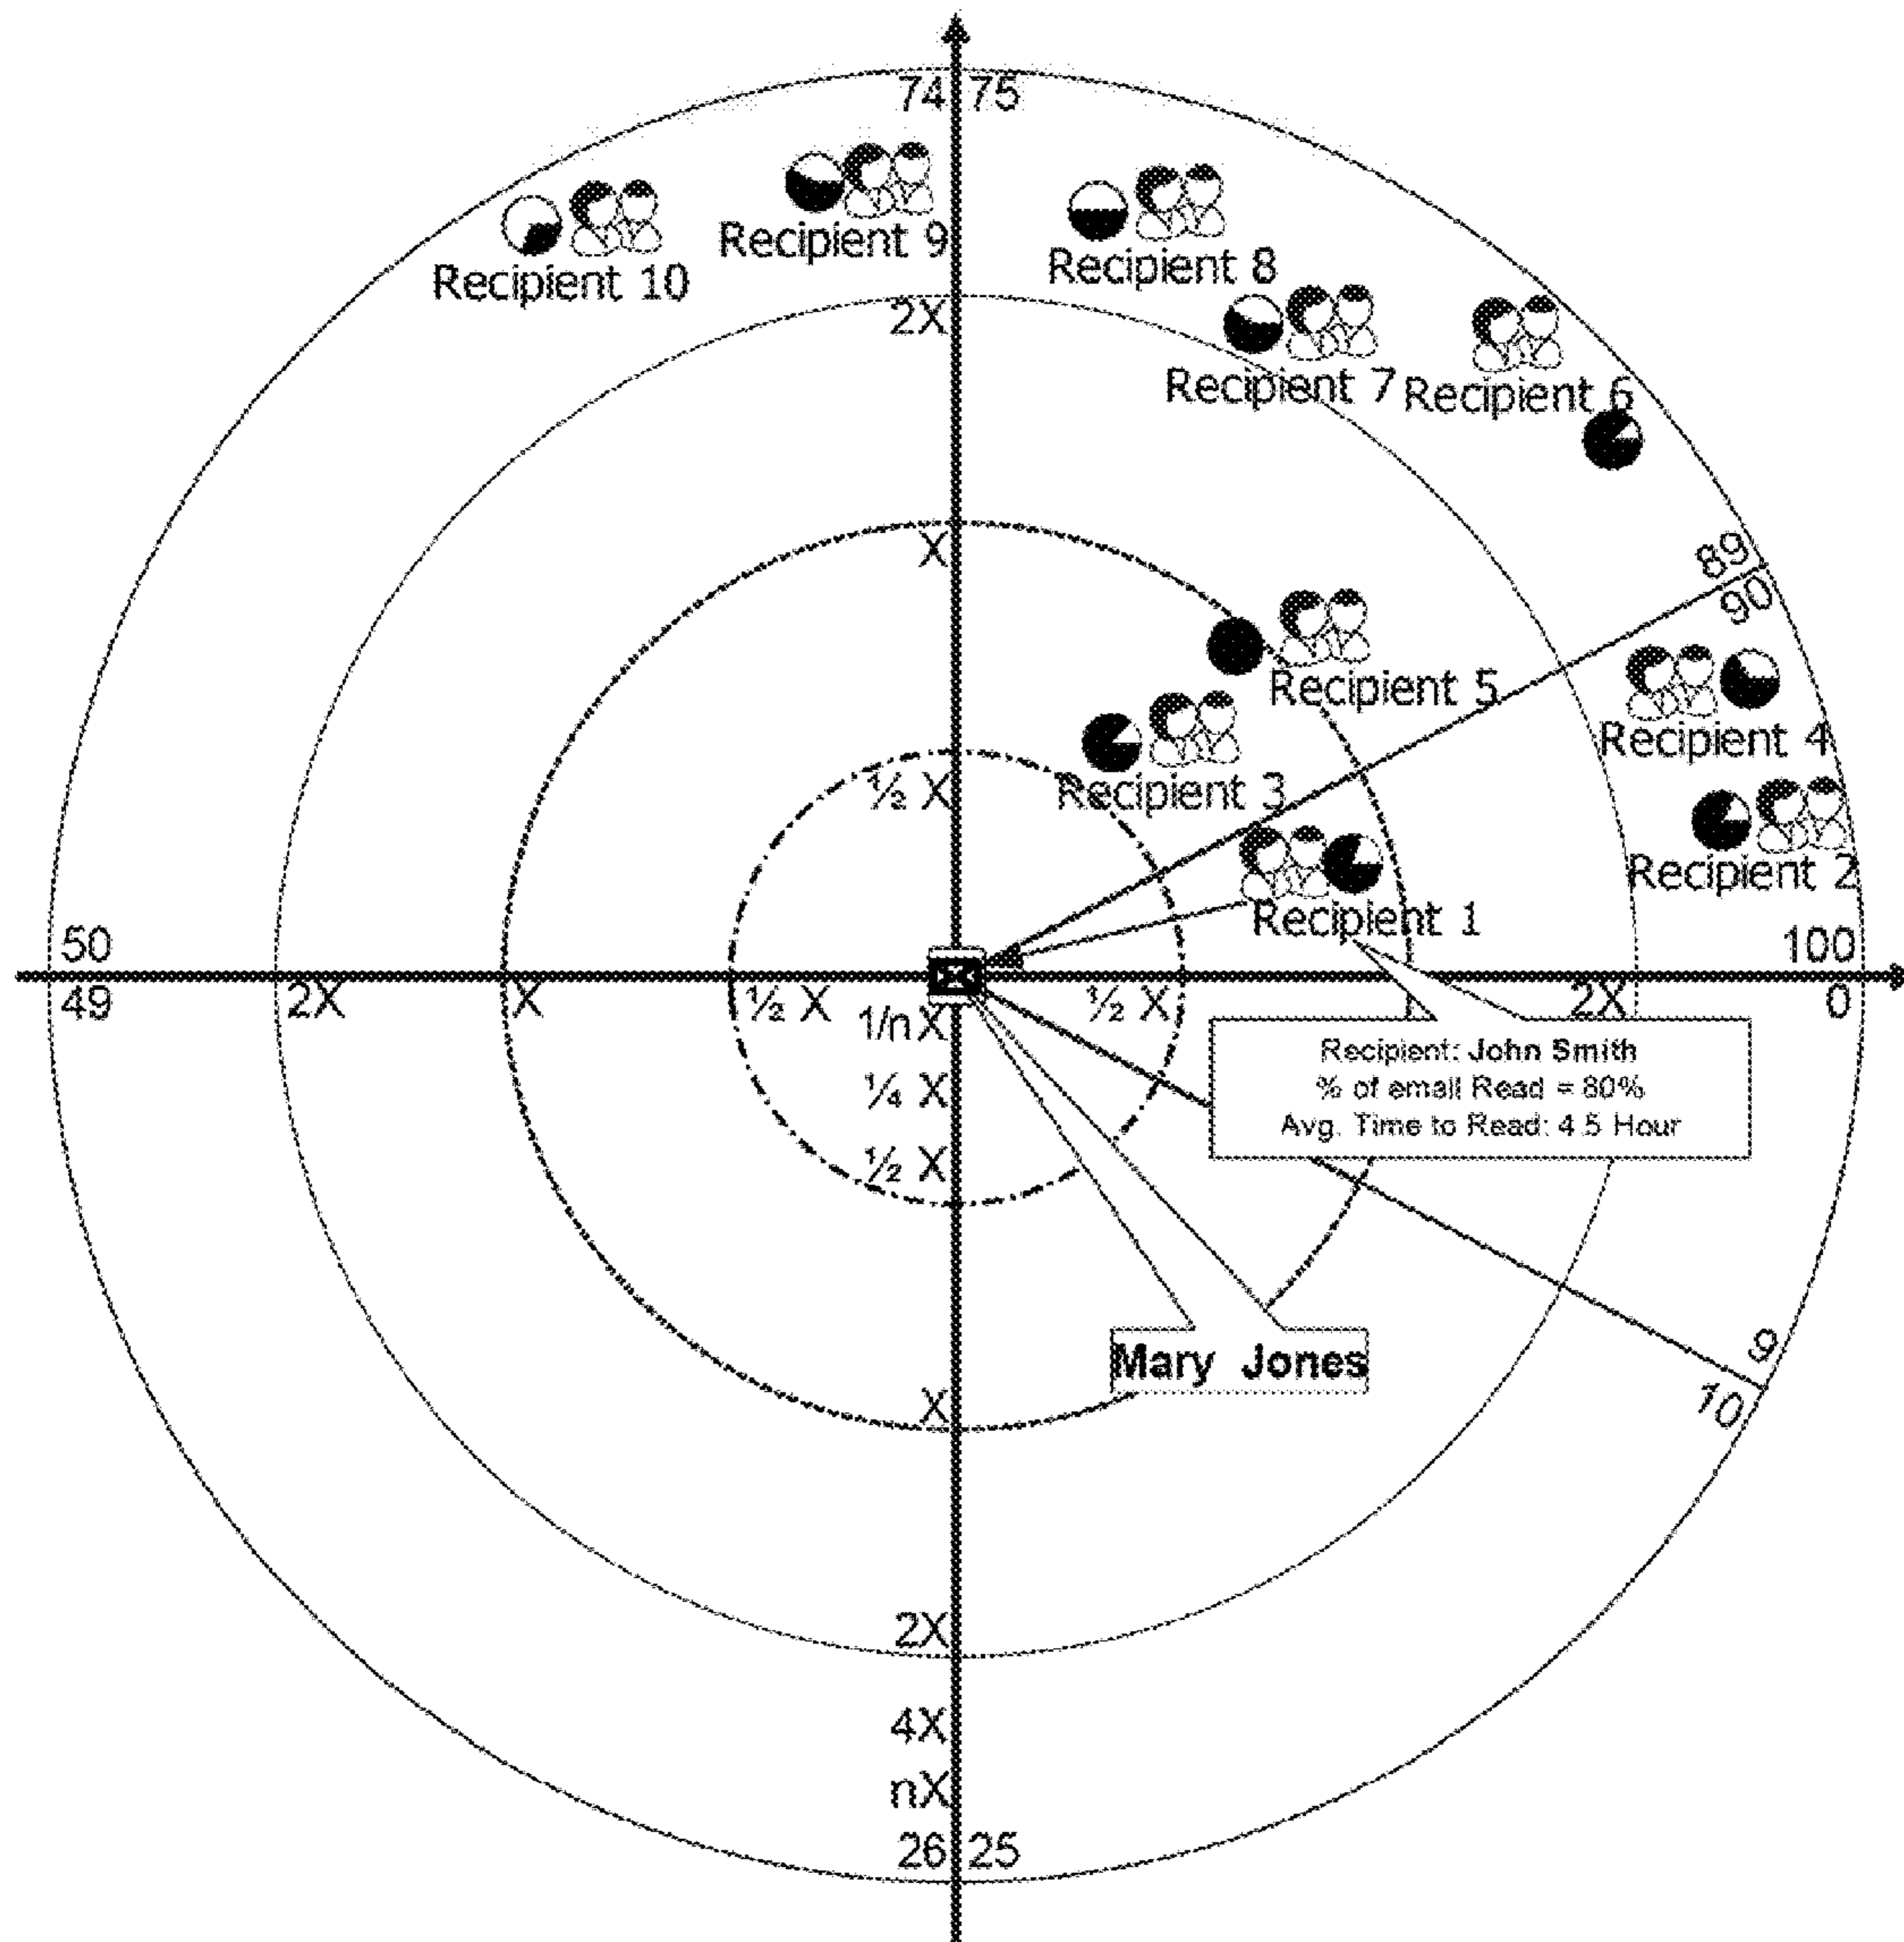 74 75
Recipient 9
Recipient 8
Recipient 10
2X
Recipient 7
Recipient 6
X
89
90
Recipient 5
Recipient 4
½ X
Recipient 3
Recipient 2
Recipient 1
50
100
49
2X
X
½ X
½ X
2X
0
1/n X
¼ X
½ X
Recipient: John Smith
% of email Read = 80%
Avg. Time to Read: 4.5 Hour
Mary Jones
9
10
X
2X
4X
nX
26 25